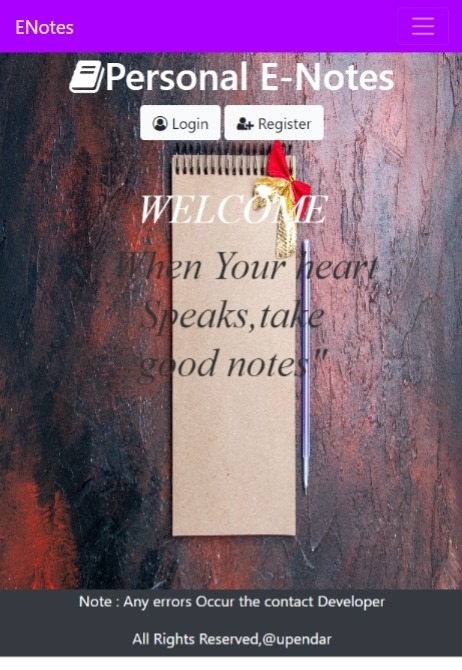 ENotes
Personal E-Notes
Login Register
WELCOME
When Your heart
Speaks,take
good notes"
Note : Any errors Occur the contact Developer
All Rights Reserved,@upendar